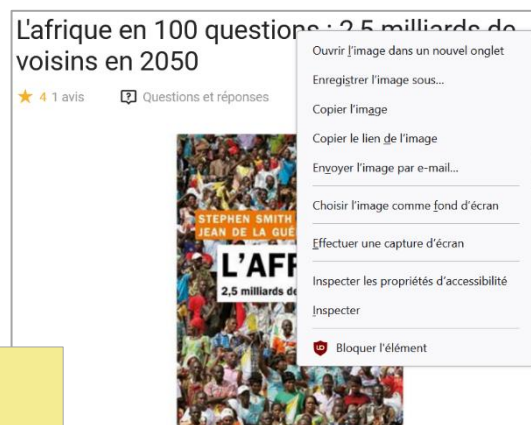 L'afrique en 100 questions : 2,5 milliards de
voisins en 2050
4 1 avis
Questions et réponses
STEPHEN SMITH
JEAN DE LA
L'AF
2,5 milliards de
Ouvrir l'image dans un nouvel onglet
Enregistrer l'image sous...
Copier l'image
Copier le lien de l'image
Envoyer l'image par e-mail...
Choisir l'image comme fond d'écran
Effectuer une capture d'écran
Inspecter les propriétés d'accessibilité
Inspecter
Bloquer l'élément